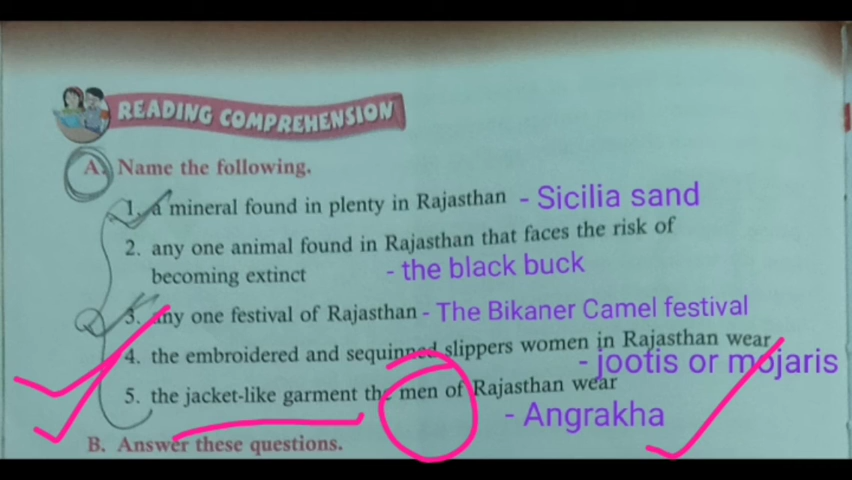 READING COMPREHENSION
A. Name the following.
1. a mineral found in plenty in Rajasthan - Sicilia sand
2. any one animal found in Rajasthan that faces the risk of
becoming extinct - the black buck
3. any one festival of Rajasthan - The Bikaner Camel festival
4. the embroidered and sequinned slippers women in Rajasthan wear
- jootis or mojaris
5. the jacket-like garment the men of Rajasthan wear
- Angrakha
B. Answer these questions.